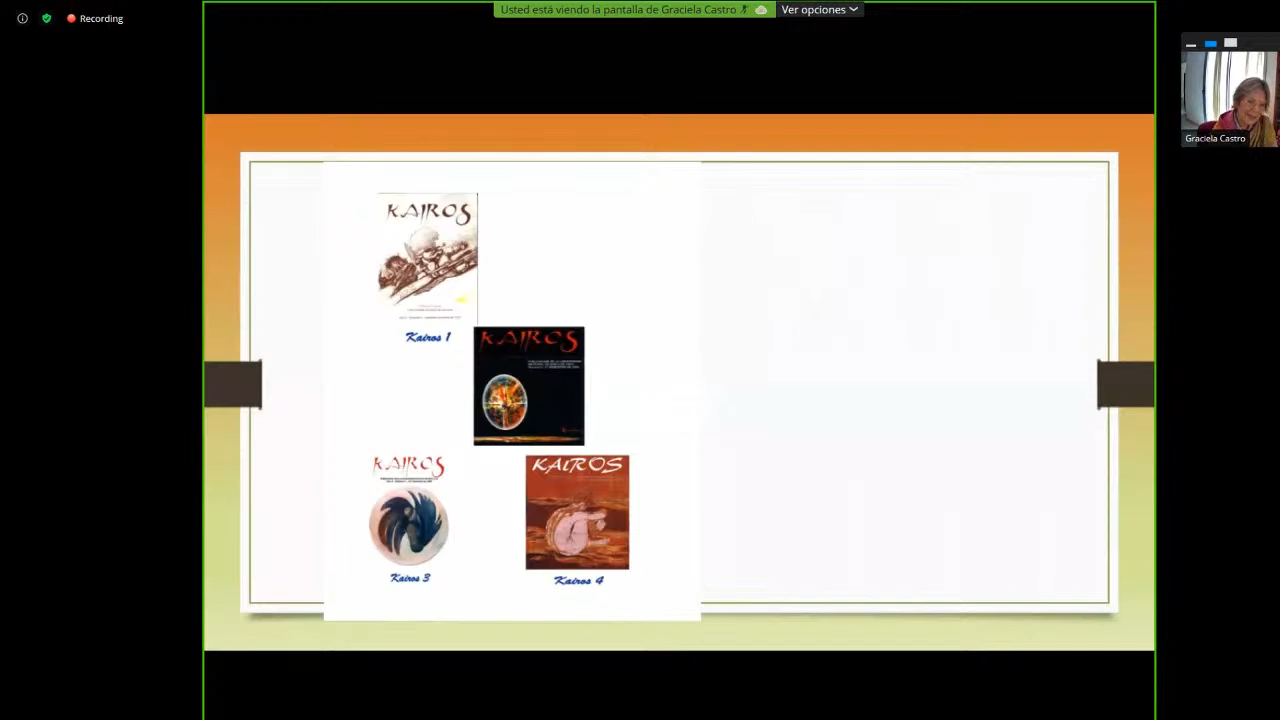 Recording
Usted está viendo la pantalla de Graciela Castro
Ver opciones
Graciela Castro
KAIROS
Kairos 1
KAIROS
KAIROS
Kairos 3
KAIROS
Kairos 4